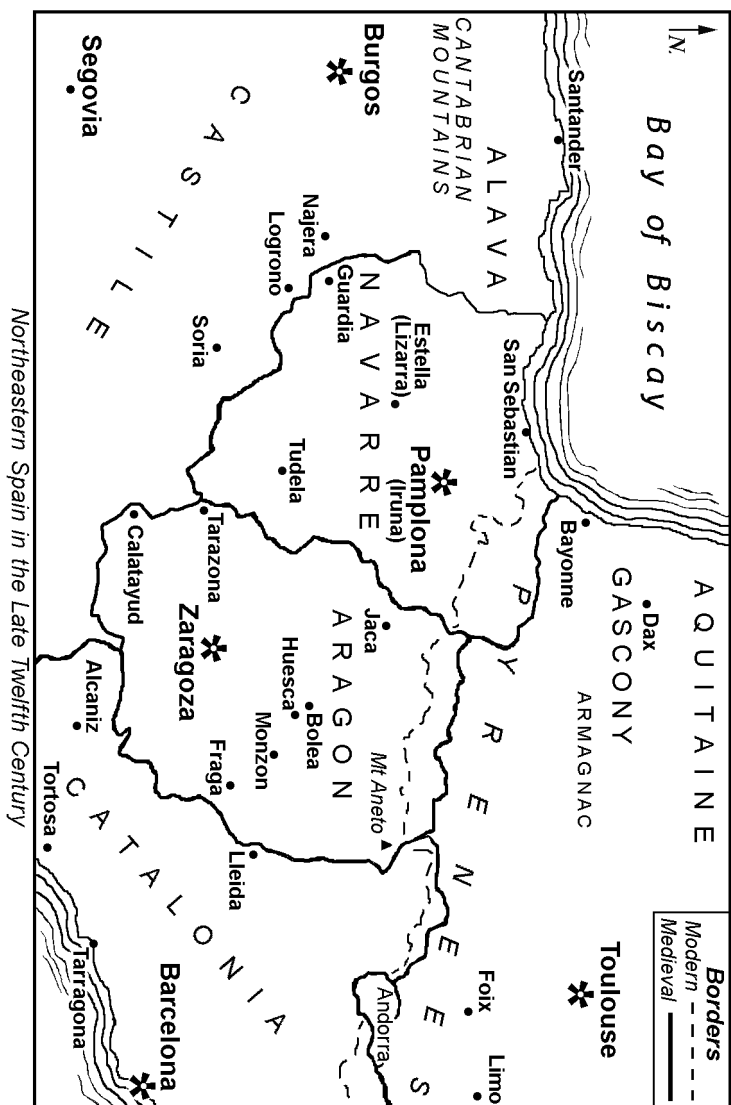 N.
Bay of Biscay
AQUITAINE
Borders
Modern
Medieval
Santander
Dax
GASCONY
ARMAGNAC
Toulouse
Bayonne
CANTABRIAN
MOUNTAINS
ALAVA
San Sebastian
PYRENEES
Foix
Limo
Burgos
Estella
(Lizarra)
Pamplona
(Iruna)
NAVARRE
Jaca
Mt Aneto
Andorra
Najera
Logrono
Guardia
ARAGON
Tudela
Huesca
Bolea
Monzon
CASTILE
Soria
Tarazona
Zaragoza
Fraga
Lleida
Segovia
Calatayud
Alcaniz
Tortosa
CATALONIA
Tarragona
Barcelona
Northeastern Spain in the Late Twelfth Century